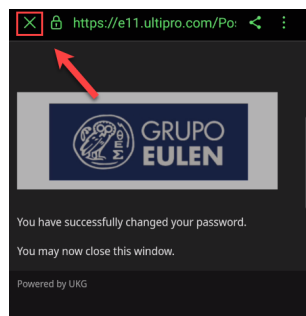 https://e11.ultipro.com/Po:
ΑΘΕ
GRUPO
EULEN
You have successfully changed your password.
You may now close this window.
Powered by UKG